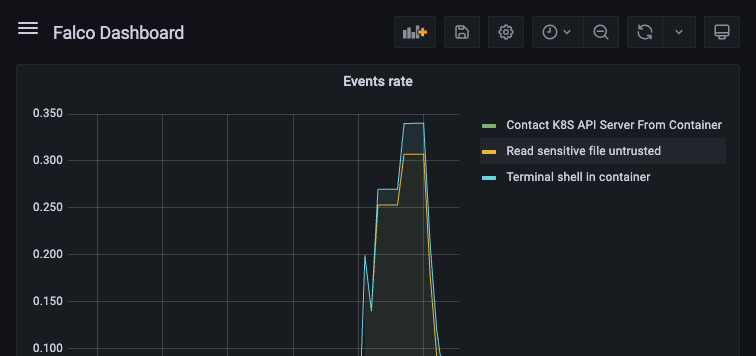 Falco Dashboard
Events rate
0.350
0.300
0.250
0.200
0.150
0.100
Contact K8S API Server From Container
Read sensitive file untrusted
Terminal shell in container